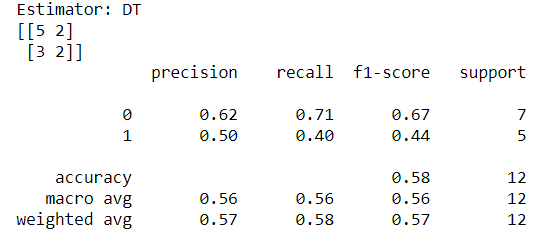 Estimator: DT
[[5 2]
 [3 2]]
              precision    recall  f1-score   support

           0       0.62      0.71      0.67         7
           1       0.50      0.40      0.44         5

    accuracy                           0.58        12
   macro avg       0.56      0.56      0.56        12
weighted avg       0.57      0.58      0.57        12